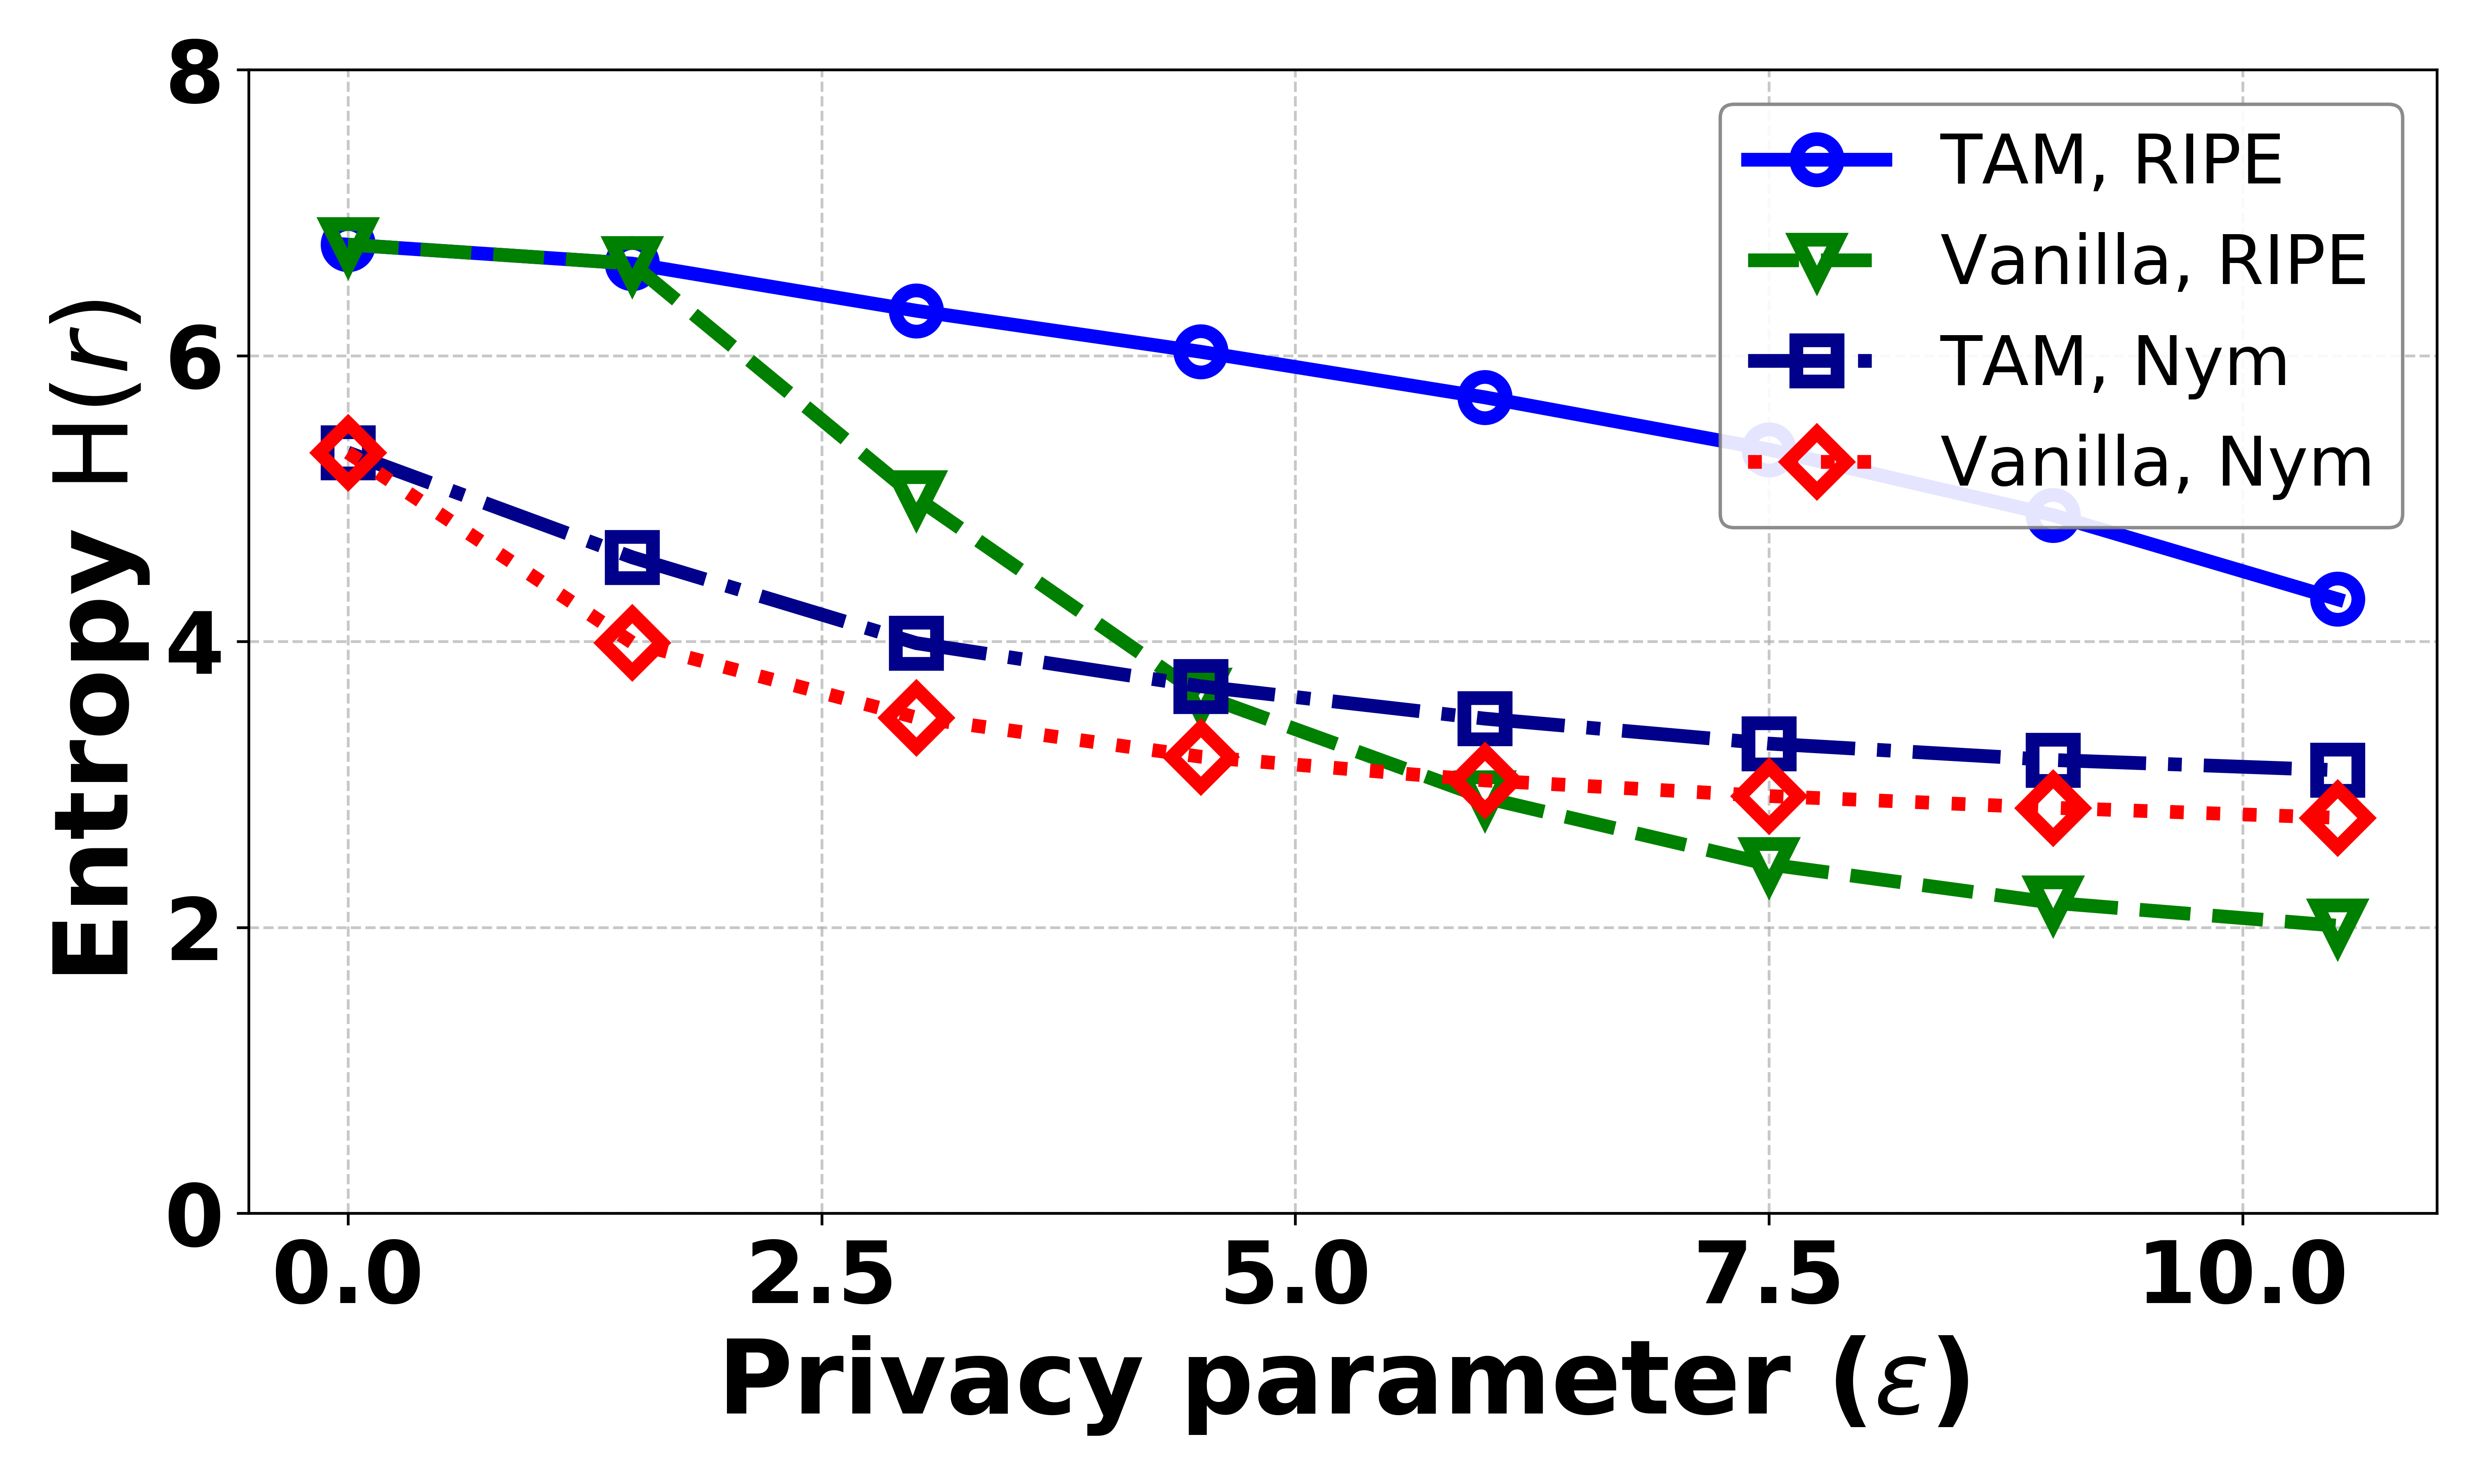 Entropy H(r)
8
6
4
2
0
0.0 2.5 5.0 7.5 10.0
Privacy parameter (ε)
TAM, RIPE
Vanilla, RIPE
TAM, Nym
Vanilla, Nym